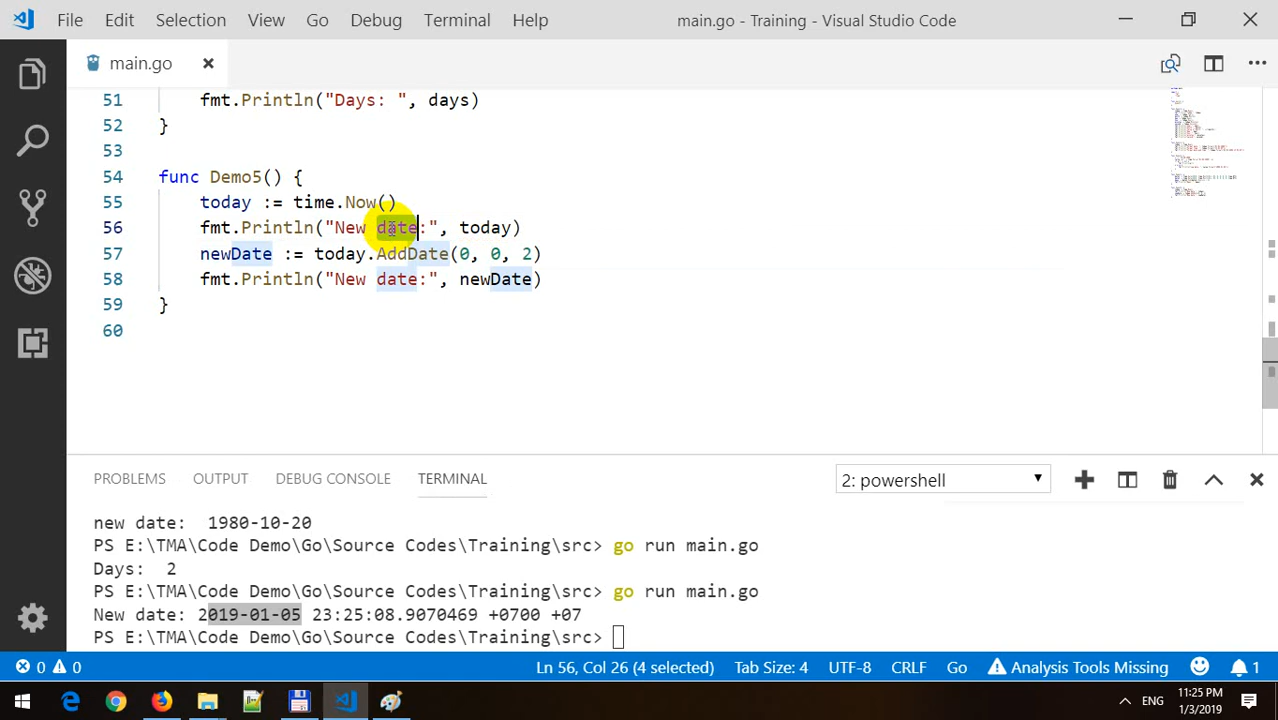 File Edit Selection View Go Debug Terminal Help main.go - Training - Visual Studio Code
main.go
51 fmt.Println("Days: ", days)
52 }
53
54 func Demo5() {
55 today := time.Now()
56 fmt.Println("New date:", today)
57 newDate := today.AddDate(0, 0, 2)
58 fmt.Println("New date:", newDate)
59 }
60
PROBLEMS OUTPUT DEBUG CONSOLE TERMINAL 2: powershell
new date:  1980-10-20
PS E:\TMA\Code Demo\Go\Source Codes\Training\src> go run main.go
Days:  2
PS E:\TMA\Code Demo\Go\Source Codes\Training\src> go run main.go
New date: 2019-01-05 23:25:08.9070469 +0700 +07
PS E:\TMA\Code Demo\Go\Source Codes\Training\src>
0 0 Ln 56, Col 26 (4 selected) Tab Size: 4 UTF-8 CRLF Go Analysis Tools Missing 1
ENG 11:25 PM
1/3/2019